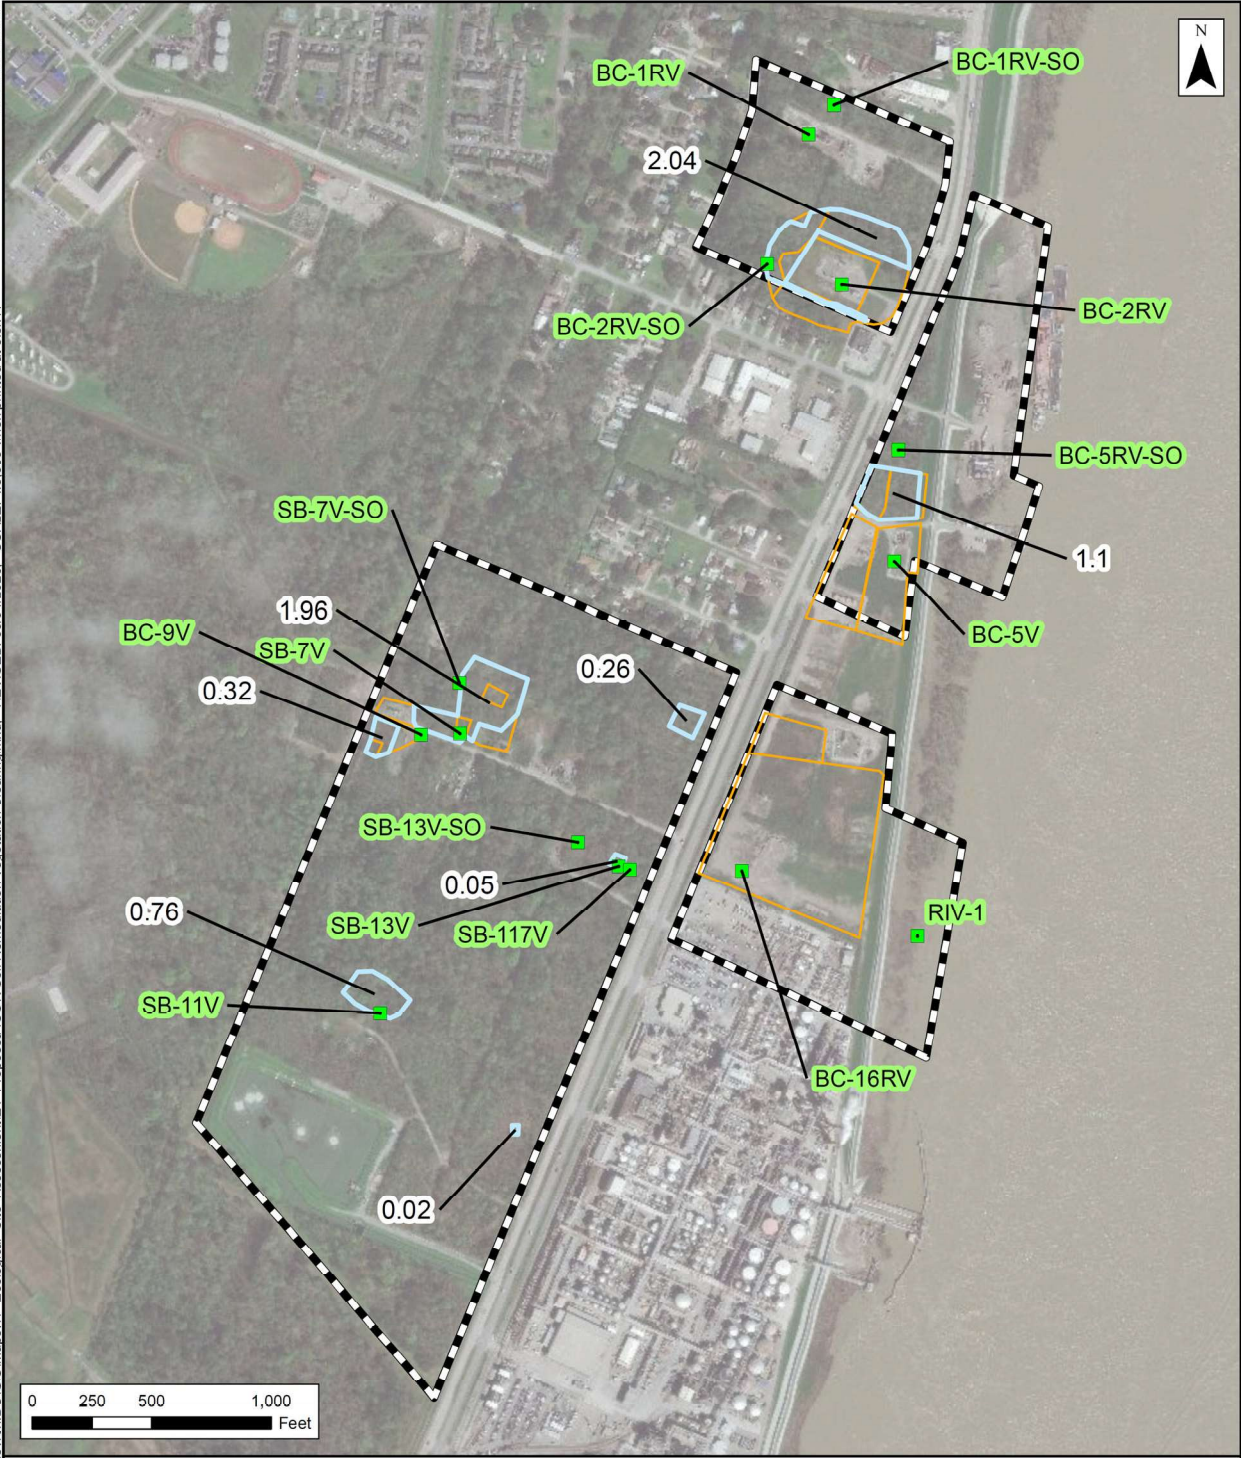 N
BC-1RV-SO
BC-1RV
2.04
BC-2RV
BC-2RV-SO
BC-5RV-SO
SB-7V-SO
1.1
1.96
BC-9V
SB-7V
BC-5V
0.26
0.32
SB-13V-SO
0.05
0.76
RIV-1
SB-13V
SB-117V
SB-11V
BC-16RV
0.02
0 250 500 1,000
Feet